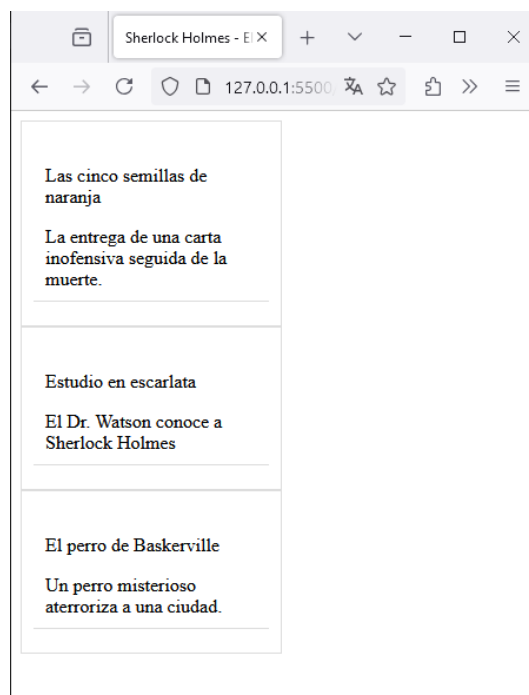 Sherlock Holmes - El
127.0.0.1:5500
Las cinco semillas de
naranja
La entrega de una carta
inofensiva seguida de la
muerte.
Estudio en escarlata
El Dr. Watson conoce a
Sherlock Holmes
El perro de Baskerville
Un perro misterioso
aterroriza a una ciudad.